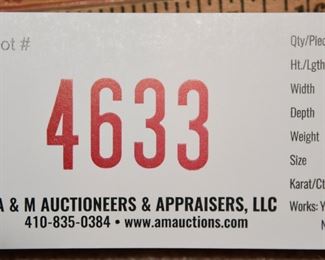 ot #
4633
A & M AUCTIONEERS & APPRAISERS, LLC
410-835-0384 • www.amauctions.com
Qty/Piec
Ht./Lgth
Width
Depth
Weight
Size
Karat/Ct
Works: Y
N